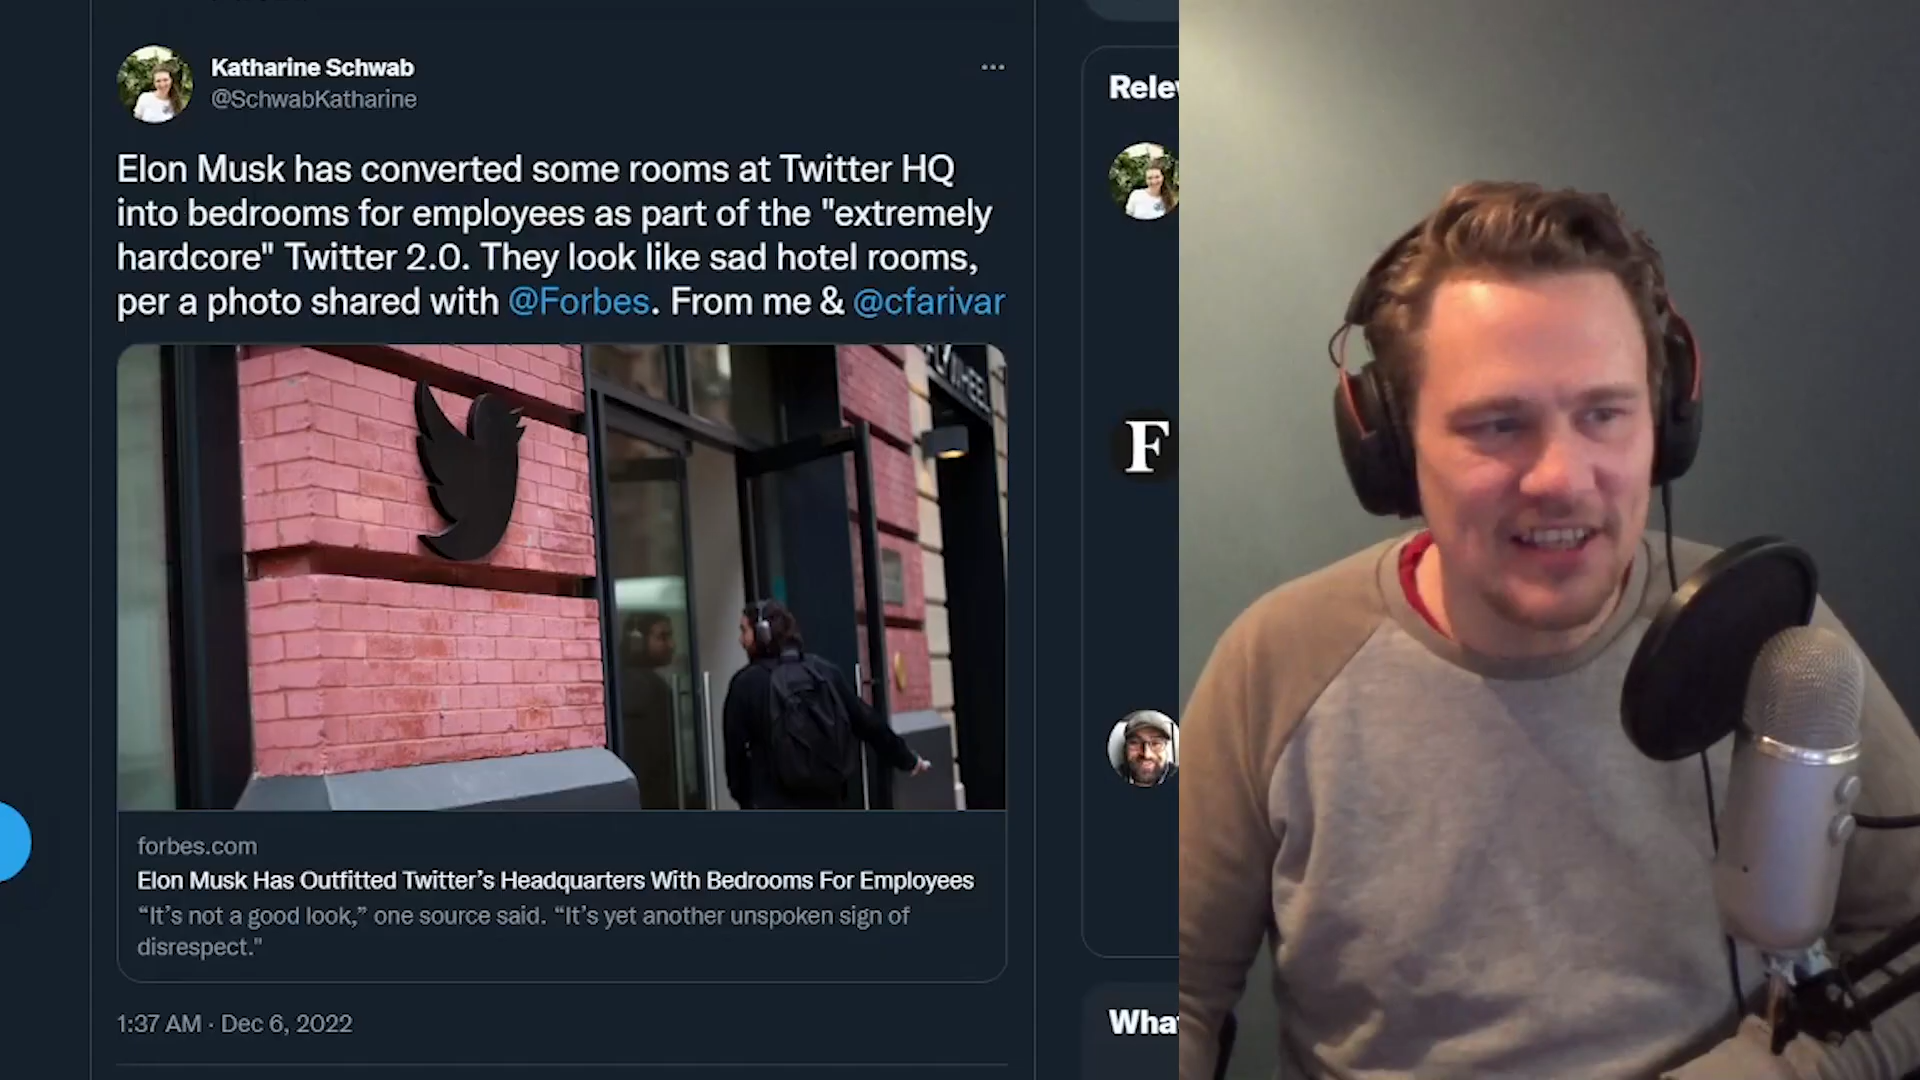 Katharine Schwab
@SchwabKatharine
Elon Musk has converted some rooms at Twitter HQ
into bedrooms for employees as part of the "extremely
hardcore" Twitter 2.0. They look like sad hotel rooms,
per a photo shared with @Forbes. From me & @cfarivar
forbes.com
Elon Musk Has Outfitted Twitter’s Headquarters With Bedrooms For Employees
“It’s not a good look,” one source said. “It’s yet another unspoken sign of
disrespect."
1:37 AM · Dec 6, 2022
Rele
F
What